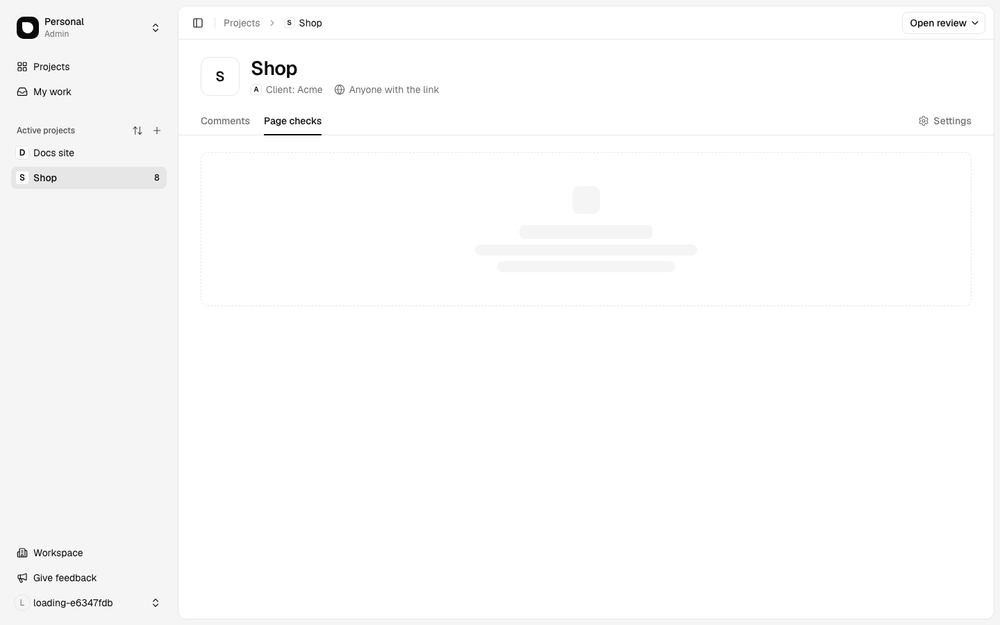 Personal
Admin
Projects
My work
Active projects
D Docs site
S Shop 8
Workspace
Give feedback
L loading-e6347fdb
Projects > S Shop
Open review
S
Shop
A Client: Acme
Anyone with the link
Comments
Page checks
Settings